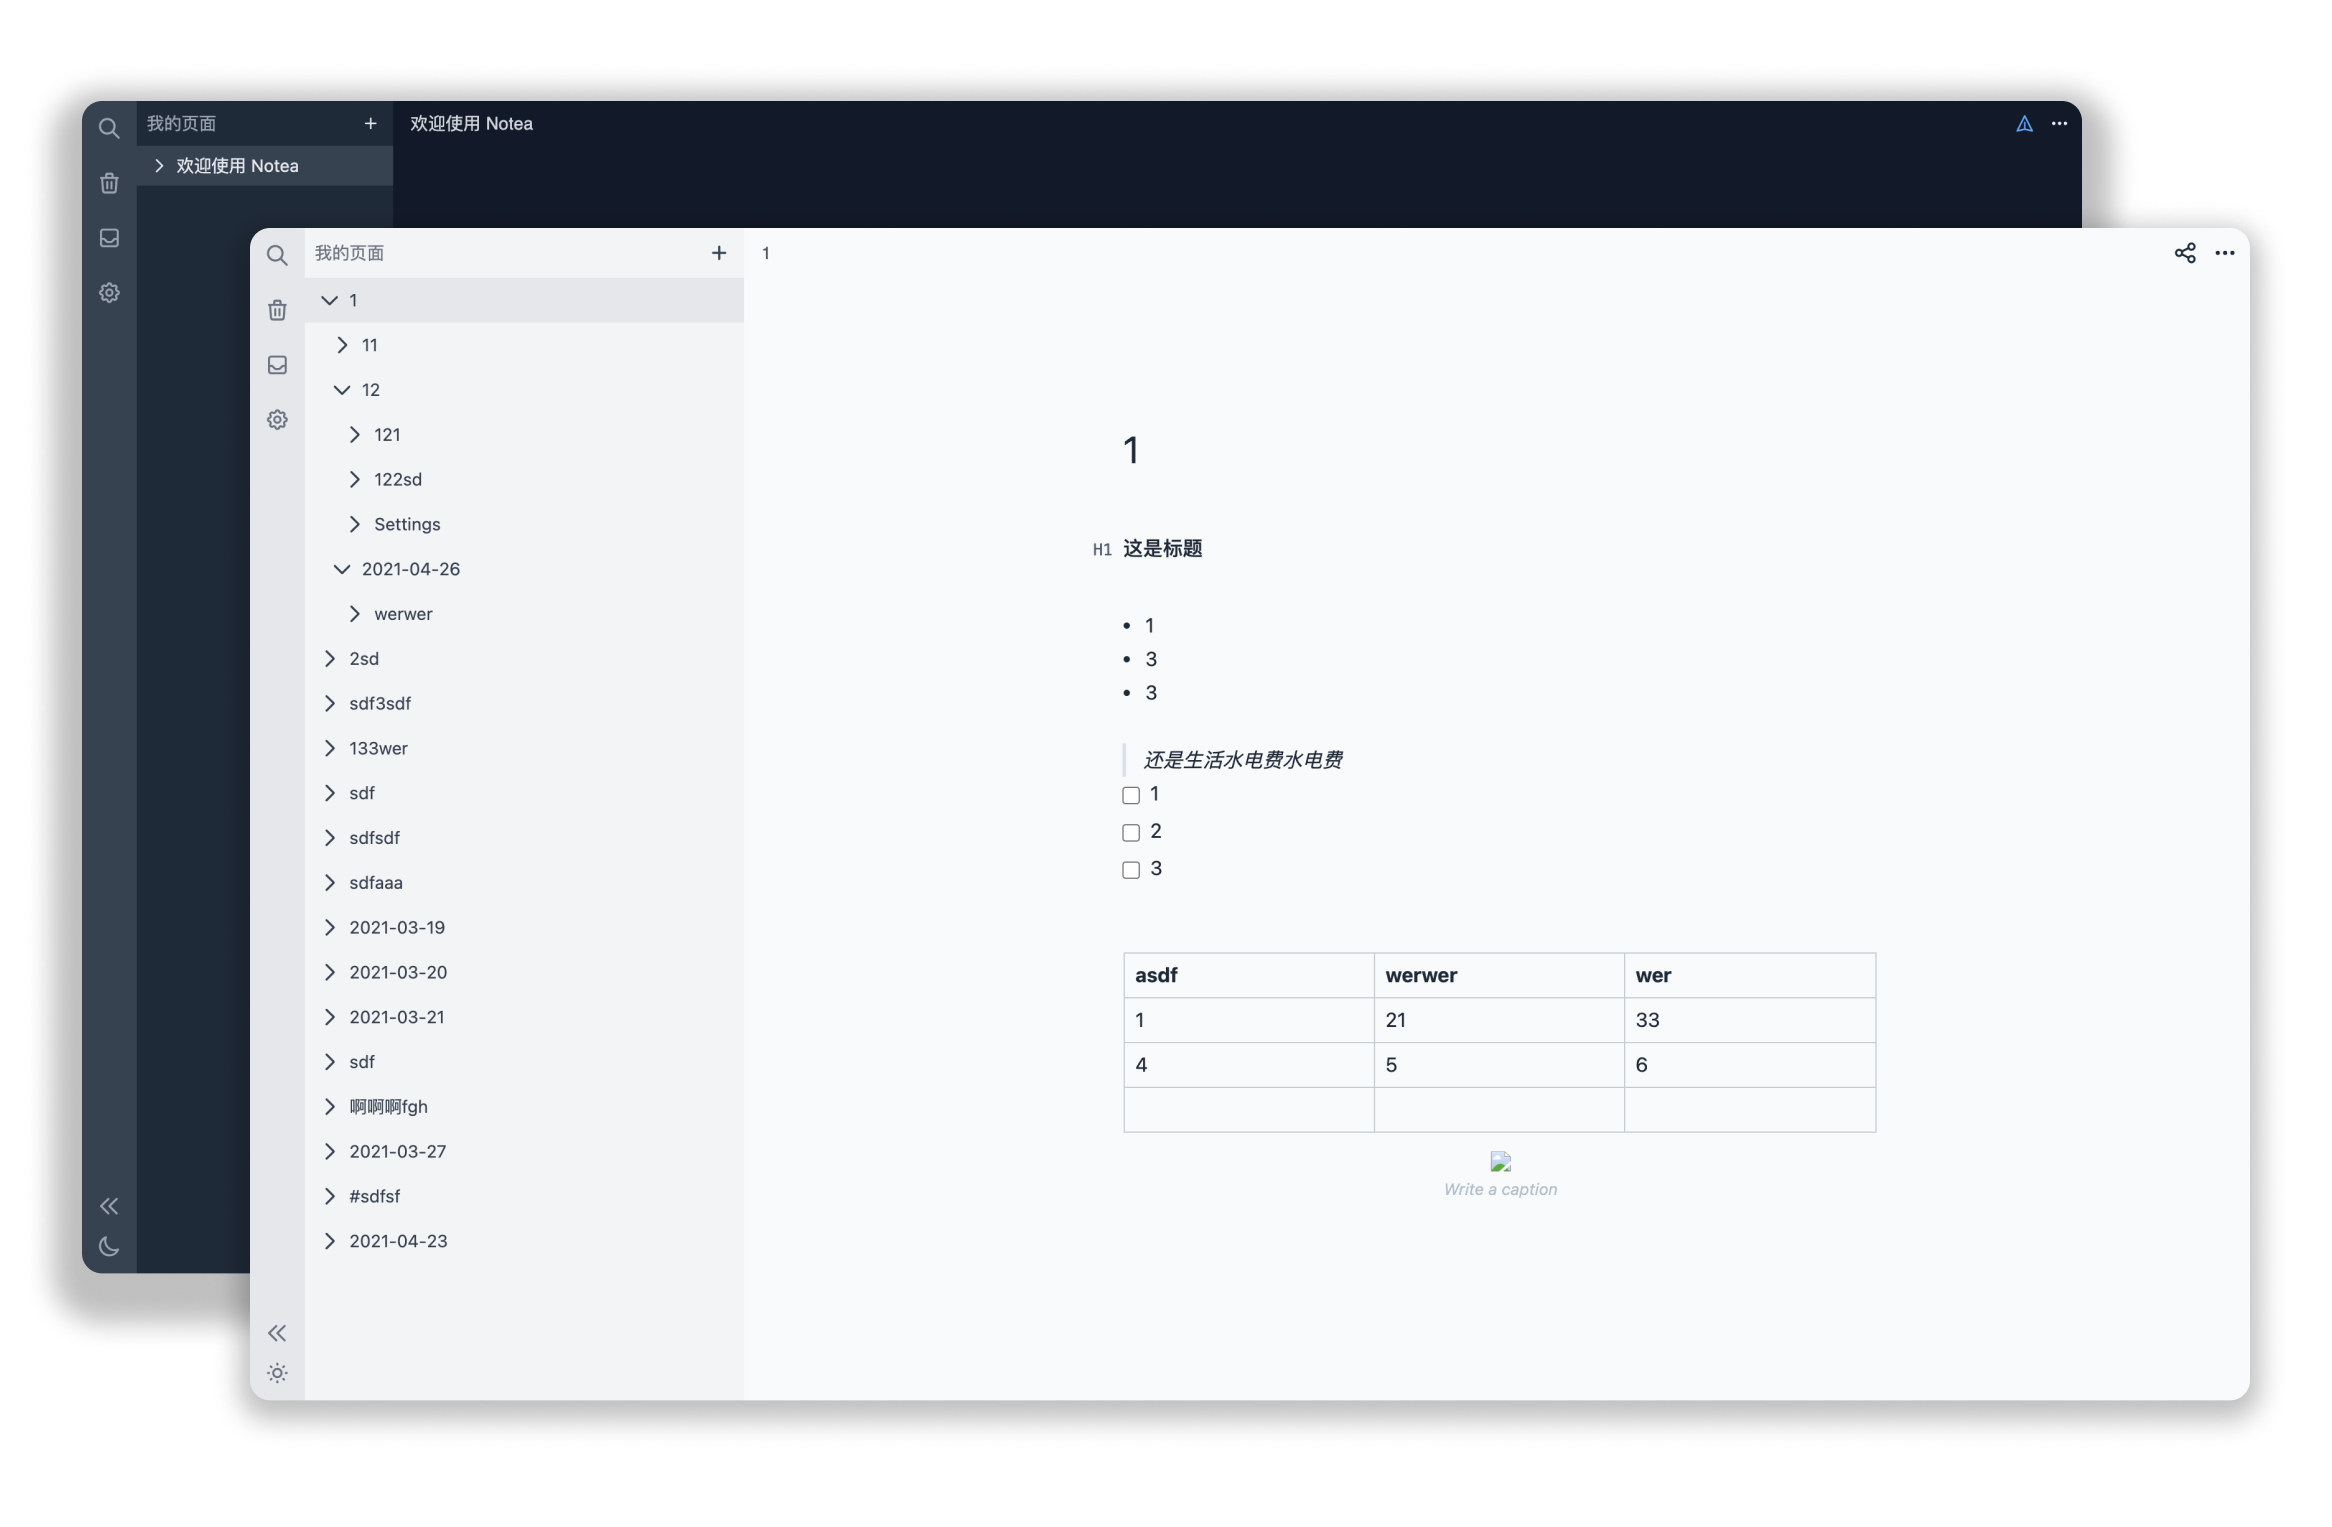 我的页面 +
欢迎使用 Notea
欢迎使用 Notea
我的页面 +
1
11
12
121
122sd
Settings
2021-04-26
werwer
2sd
sdf3sdf
133wer
sdf
sdfsdf
sdfaaa
2021-03-19
2021-03-20
2021-03-21
sdf
啊啊啊fgh
2021-03-27
#sdfsf
2021-04-23
1
1
H1 这是标题
• 1
• 3
• 3
还是生活水电费水电费
1
2
3
asdf werwer wer
1 21 33
4 5 6
Write a caption